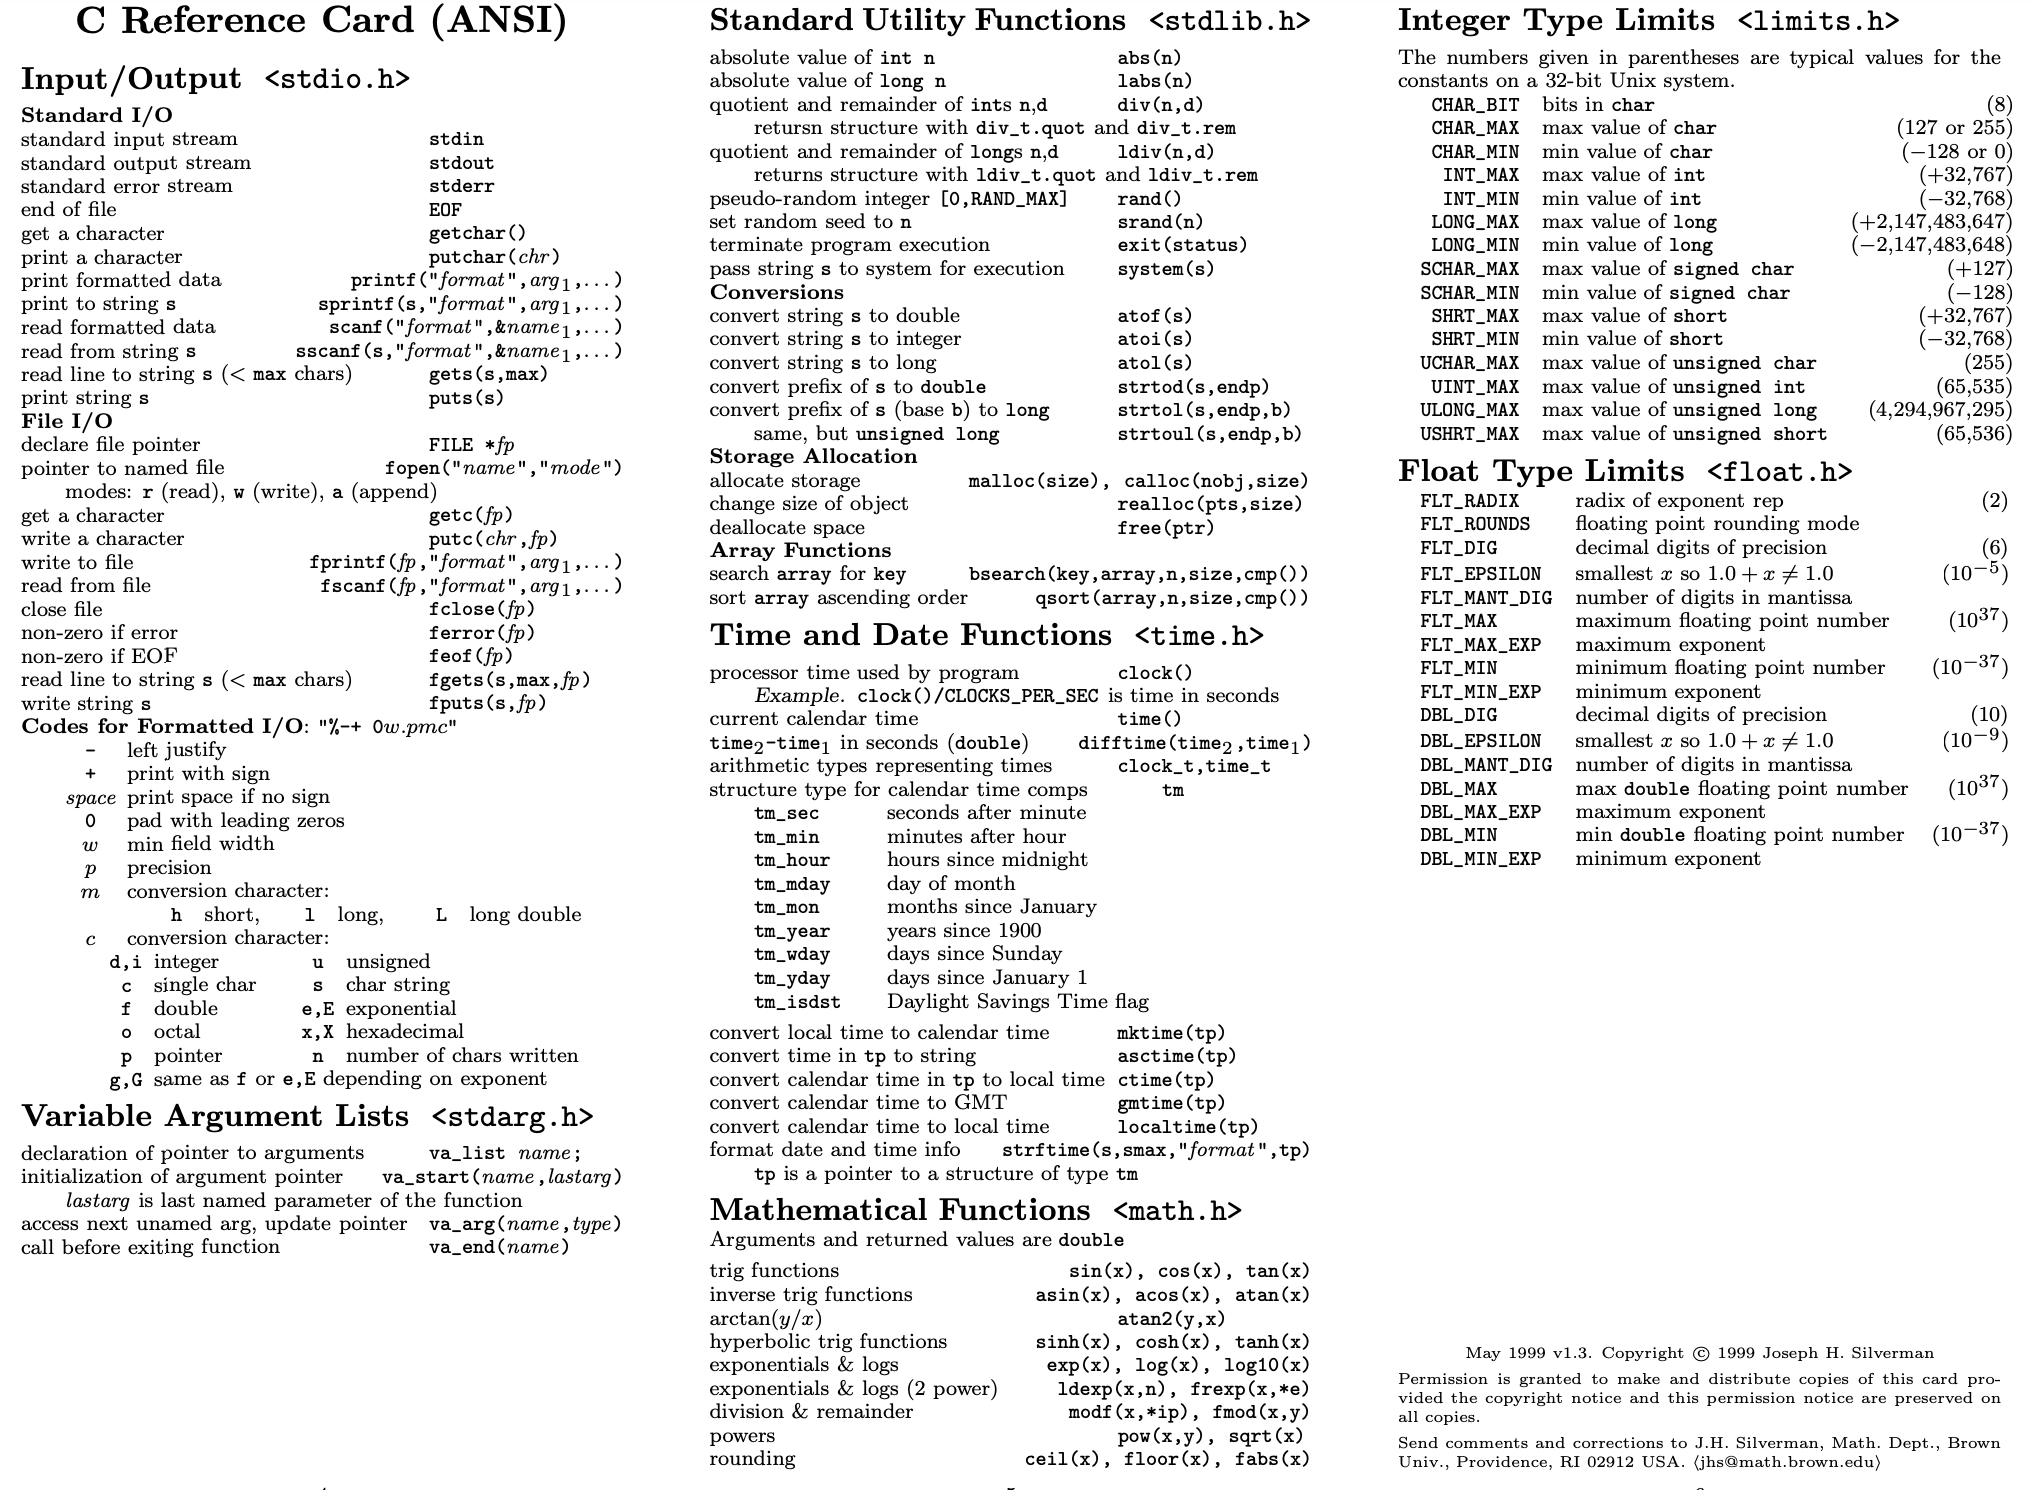 C Reference Card (ANSI)
Input/Output <stdio.h>
Standard I/O
standard input stream stdin
standard output stream stdout
standard error stream stderr
end of file EOF
get a character getchar()
print a character putchar(chr)
print formatted data printf("format",arg1,...)
print to string s sprintf(s,"format",arg1,...)
read formatted data scanf("format",&name1,...)
read from string s sscanf(s,"format",&name1,...)
read line to string s (< max chars) gets(s,max)
print string s puts(s)
File I/O
declare file pointer FILE *fp
pointer to named file fopen("name","mode")
modes: r (read), w (write), a (append)
get a character getc(fp)
write a character putc(chr,fp)
write to file fprintf(fp,"format",arg1,...)
read from file fscanf(fp,"format",arg1,...)
close file fclose(fp)
non-zero if error ferror(fp)
non-zero if EOF feof(fp)
read line to string s (< max chars) fgets(s,max,fp)
write string s fputs(s,fp)
Codes for Formatted I/O: "%-+ 0w.pmc"
- left justify
+ print with sign
space print space if no sign
0 pad with leading zeros
w min field width
p precision
m conversion character:
h short, l long, L long double
c conversion character:
d,i integer u unsigned
c single char s char string
f double e,E exponential
o octal x,X hexadecimal
p pointer n number of chars written
g,G same as f or e,E depending on exponent
Variable Argument Lists <stdarg.h>
declaration of pointer to arguments va_list name;
initialization of argument pointer va_start(name,lastarg)
lastarg is last named parameter of the function
access next unamed arg, update pointer va_arg(name,type)
call before exiting function va_end(name)
Standard Utility Functions <stdlib.h>
absolute value of int n abs(n)
absolute value of long n labs(n)
quotient and remainder of ints n,d div(n,d)
retursn structure with div_t.quot and div_t.rem
quotient and remainder of longs n,d ldiv(n,d)
returns structure with ldiv_t.quot and ldiv_t.rem
pseudo-random integer [0,RAND_MAX] rand()
set random seed to n srand(n)
terminate program execution exit(status)
pass string s to system for execution system(s)
Conversions
convert string s to double atof(s)
convert string s to integer atoi(s)
convert string s to long atol(s)
convert prefix of s to double strtod(s,endp)
convert prefix of s (base b) to long strtol(s,endp,b)
same, but unsigned long strtoul(s,endp,b)
Storage Allocation
allocate storage malloc(size), calloc(nobj,size)
change size of object realloc(pts,size)
deallocate space free(ptr)
Array Functions
search array for key bsearch(key,array,n,size,cmp())
sort array ascending order qsort(array,n,size,cmp())
Time and Date Functions <time.h>
processor time used by program clock()
Example. clock()/CLOCKS_PER_SEC is time in seconds
current calendar time time()
time2-time1 in seconds (double) difftime(time2,time1)
arithmetic types representing times clock_t,time_t
structure type for calendar time comps tm
tm_sec seconds after minute
tm_min minutes after hour
tm_hour hours since midnight
tm_mday day of month
tm_mon months since January
tm_year years since 1900
tm_wday days since Sunday
tm_yday days since January 1
tm_isdst Daylight Savings Time flag
convert local time to calendar time mktime(tp)
convert time in tp to string asctime(tp)
convert calendar time in tp to local time ctime(tp)
convert calendar time to GMT gmtime(tp)
convert calendar time to local time localtime(tp)
format date and time info strftime(s,smax,"format",tp)
tp is a pointer to a structure of type tm
Mathematical Functions <math.h>
Arguments and returned values are double
trig functions sin(x), cos(x), tan(x)
inverse trig functions asin(x), acos(x), atan(x)
arctan(y/x) atan2(y,x)
hyperbolic trig functions sinh(x), cosh(x), tanh(x)
exponentials & logs exp(x), log(x), log10(x)
exponentials & logs (2 power) ldexp(x,n), frexp(x,*e)
division & remainder modf(x,*ip), fmod(x,y)
powers pow(x,y), sqrt(x)
rounding ceil(x), floor(x), fabs(x)
Integer Type Limits <limits.h>
The numbers given in parentheses are typical values for the
constants on a 32-bit Unix system.
CHAR_BIT bits in char (8)
CHAR_MAX max value of char (127 or 255)
CHAR_MIN min value of char (−128 or 0)
INT_MAX max value of int (+32,767)
INT_MIN min value of int (−32,768)
LONG_MAX max value of long (+2,147,483,647)
LONG_MIN min value of long (−2,147,483,648)
SCHAR_MAX max value of signed char (+127)
SCHAR_MIN min value of signed char (−128)
SHRT_MAX max value of short (+32,767)
SHRT_MIN min value of short (−32,768)
UCHAR_MAX max value of unsigned char (255)
UINT_MAX max value of unsigned int (65,535)
ULONG_MAX max value of unsigned long (4,294,967,295)
USHRT_MAX max value of unsigned short (65,536)
Float Type Limits <float.h>
FLT_RADIX radix of exponent rep (2)
FLT_ROUNDS floating point rounding mode
FLT_DIG decimal digits of precision (6)
FLT_EPSILON smallest x so 1.0 + x ≠ 1.0 (10⁻⁵)
FLT_MANT_DIG number of digits in mantissa
FLT_MAX maximum floating point number (10³⁷)
FLT_MAX_EXP maximum exponent
FLT_MIN minimum floating point number (10⁻³⁷)
FLT_MIN_EXP minimum exponent
DBL_DIG decimal digits of precision (10)
DBL_EPSILON smallest x so 1.0 + x ≠ 1.0 (10⁻⁹)
DBL_MANT_DIG number of digits in mantissa
DBL_MAX max double floating point number (10³⁷)
DBL_MAX_EXP maximum exponent
DBL_MIN min double floating point number (10⁻³⁷)
DBL_MIN_EXP minimum exponent
May 1999 v1.3. Copyright © 1999 Joseph H. Silverman
Permission is granted to make and distribute copies of this card pro-
vided the copyright notice and this permission notice are preserved on
all copies.
Send comments and corrections to J.H. Silverman, Math. Dept., Brown
Univ., Providence, RI 02912 USA. ⟨jhs@math.brown.edu⟩